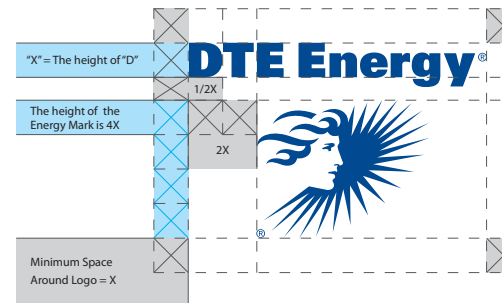 "X" = The height of "D"
DTE Energy®
1/2X
The height of the
Energy Mark is 4X
2X
®
Minimum Space
Around Logo = X